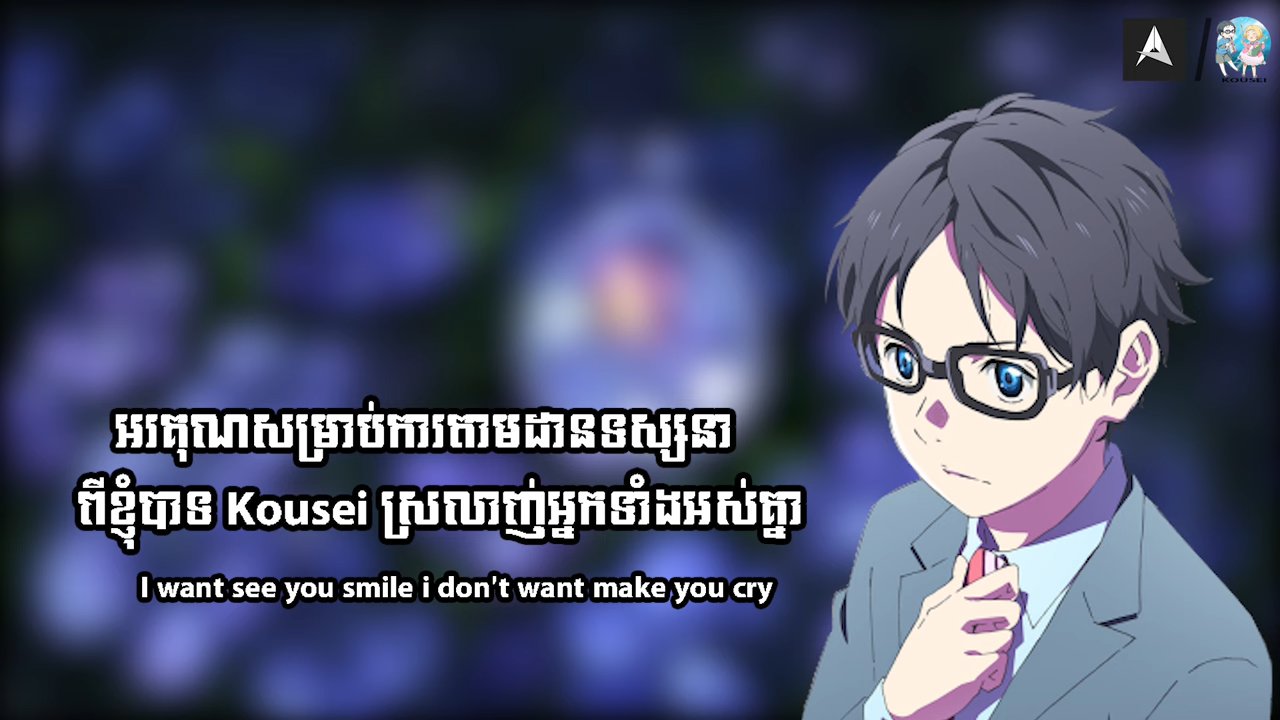 KOUSEI
អរគុណសម្រាប់ការតាមដានទស្សនា
ពីខ្ញុំបាទ Kousei ស្រលាញ់អ្នកទាំងអស់គ្នា
I want see you smile i don't want make you cry